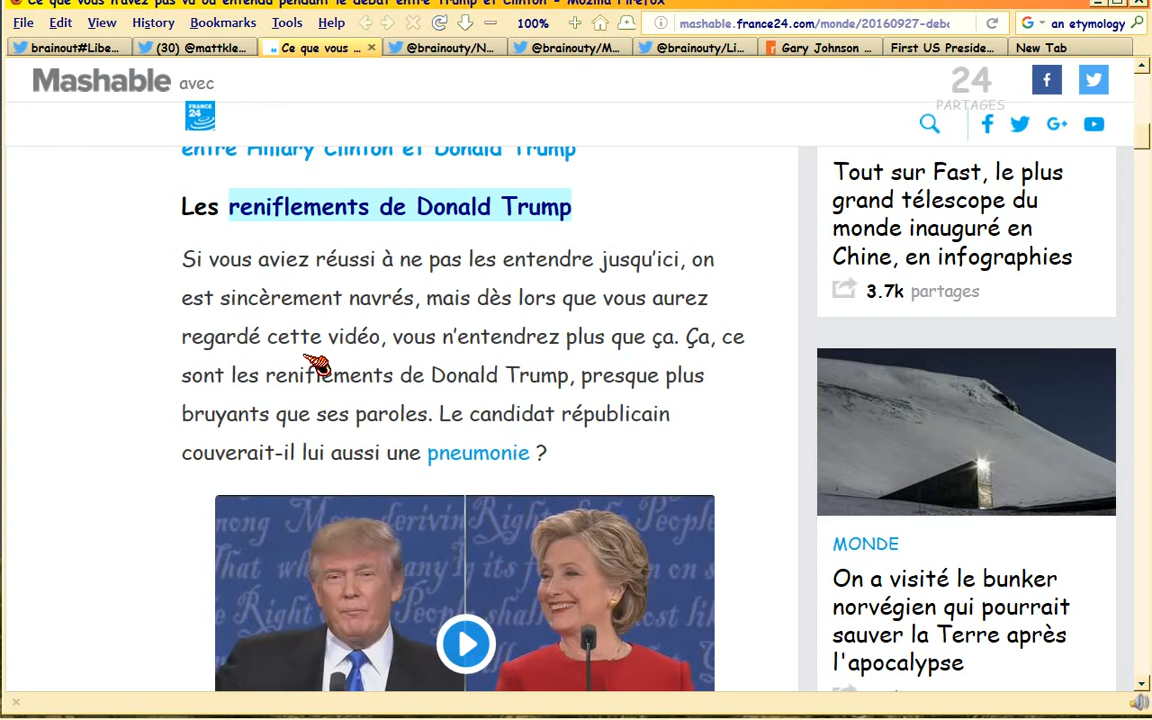 Ce que vous n'avez pas vu ou entendu pendant le débat entre Trump et Clinton - Mozilla Firefox
File Edit View History Bookmarks Tools Help 100% mashable.france24.com/monde/20160927-deba an etymology
brainout#Libe... (30) @mattkle... Ce que vous ... @brainouty/N... @brainouty/M... @brainouty/Li... Gary Johnson ... First US Preside... New Tab
Mashable avec
FRANCE
24
24
PARTAGES
entre Hillary Clinton et Donald Trump
Les reniflements de Donald Trump
Si vous aviez réussi à ne pas les entendre jusqu'ici, on
est sincèrement navrés, mais dès lors que vous aurez
regardé cette vidéo, vous n'entendrez plus que ça. Ça, ce
sont les reniflements de Donald Trump, presque plus
bruyants que ses paroles. Le candidat républicain
couverait-il lui aussi une pneumonie ?
Tout sur Fast, le plus
grand télescope du
monde inauguré en
Chine, en infographies
3.7k partages
MONDE
On a visité le bunker
norvégien qui pourrait
sauver la Terre après
l'apocalypse